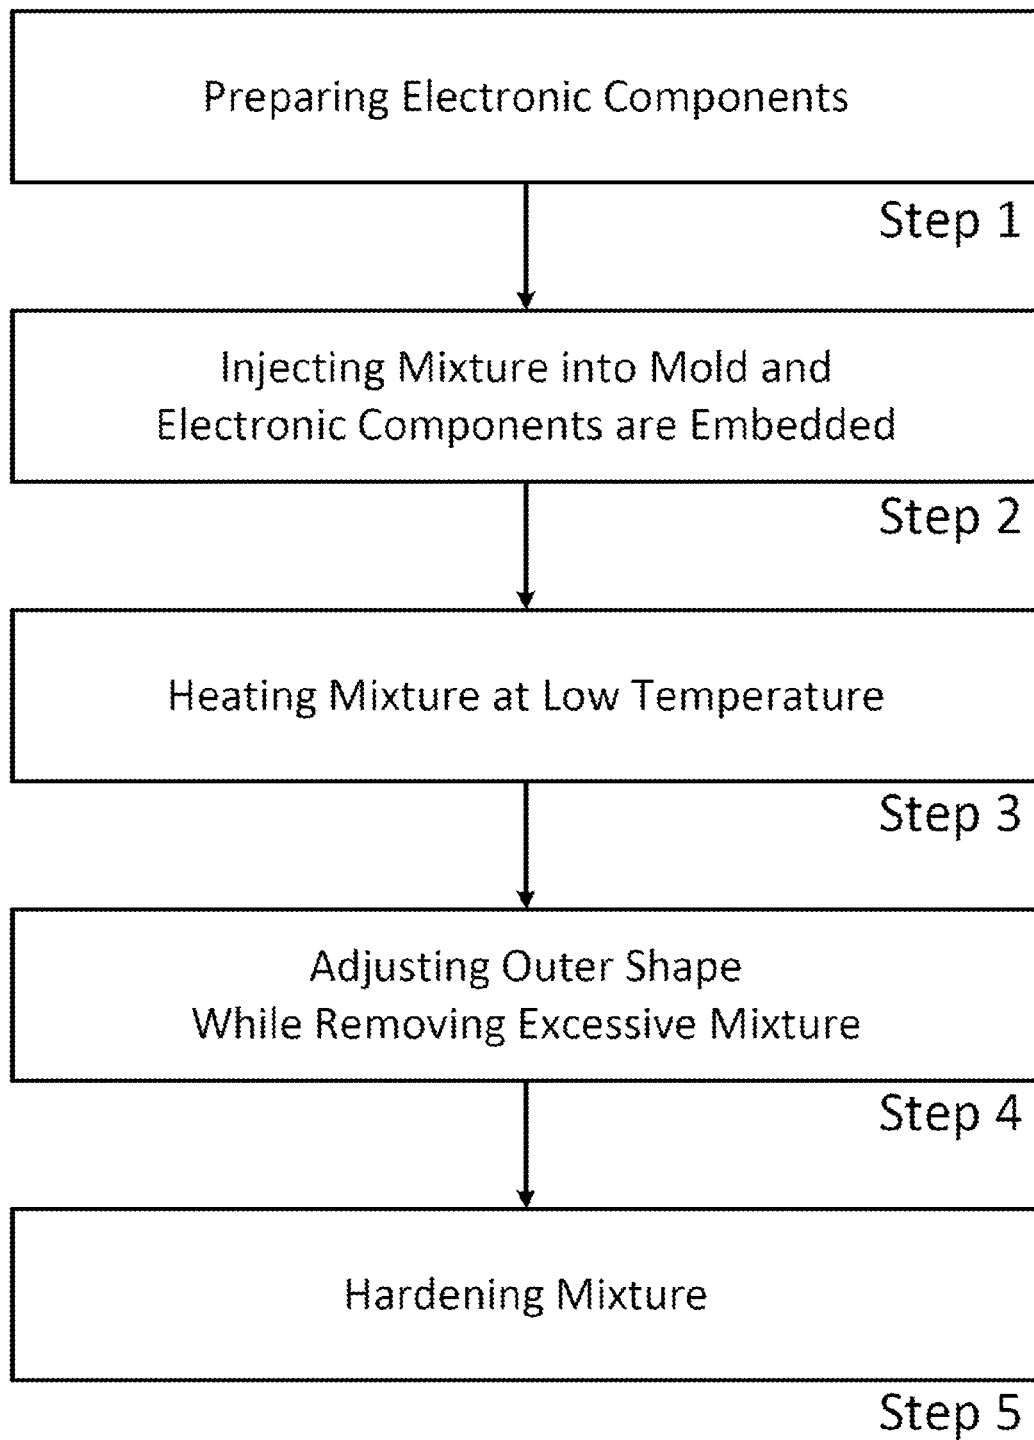 Preparing Electronic Components
Step 1
Injecting Mixture into Mold and
Electronic Components are Embedded
Step 2
Heating Mixture at Low Temperature
Step 3
Adjusting Outer Shape
While Removing Excessive Mixture
Step 4
Hardening Mixture
Step 5